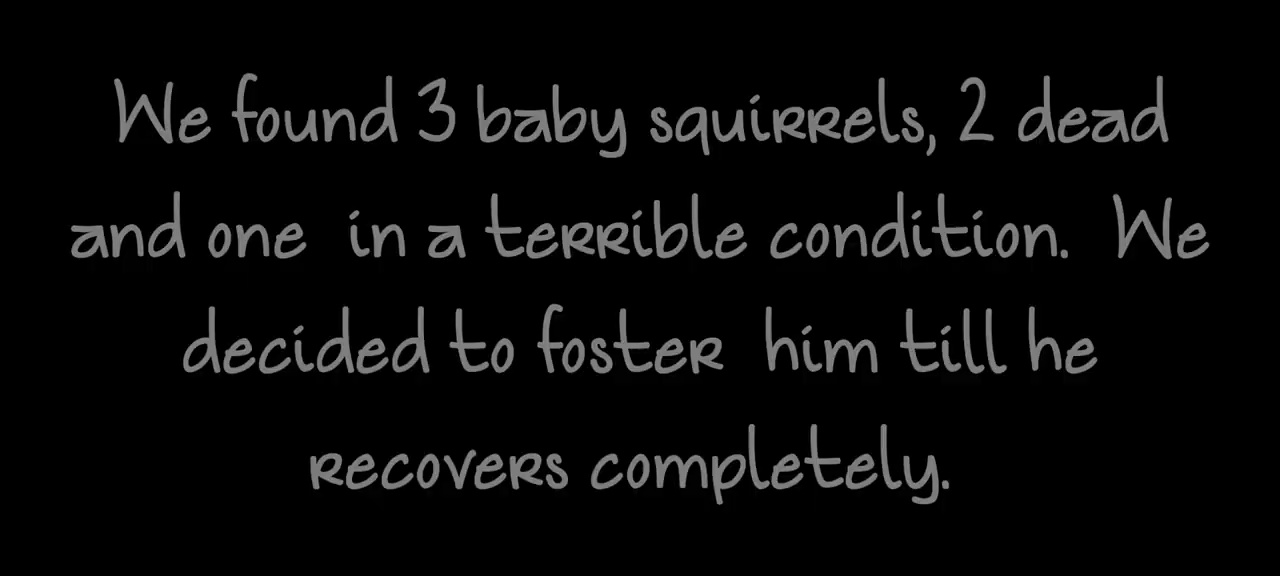 We found 3 baby squirrels, 2 dead
and one in a terrible condition. We
decided to foster him till he
recovers completely.